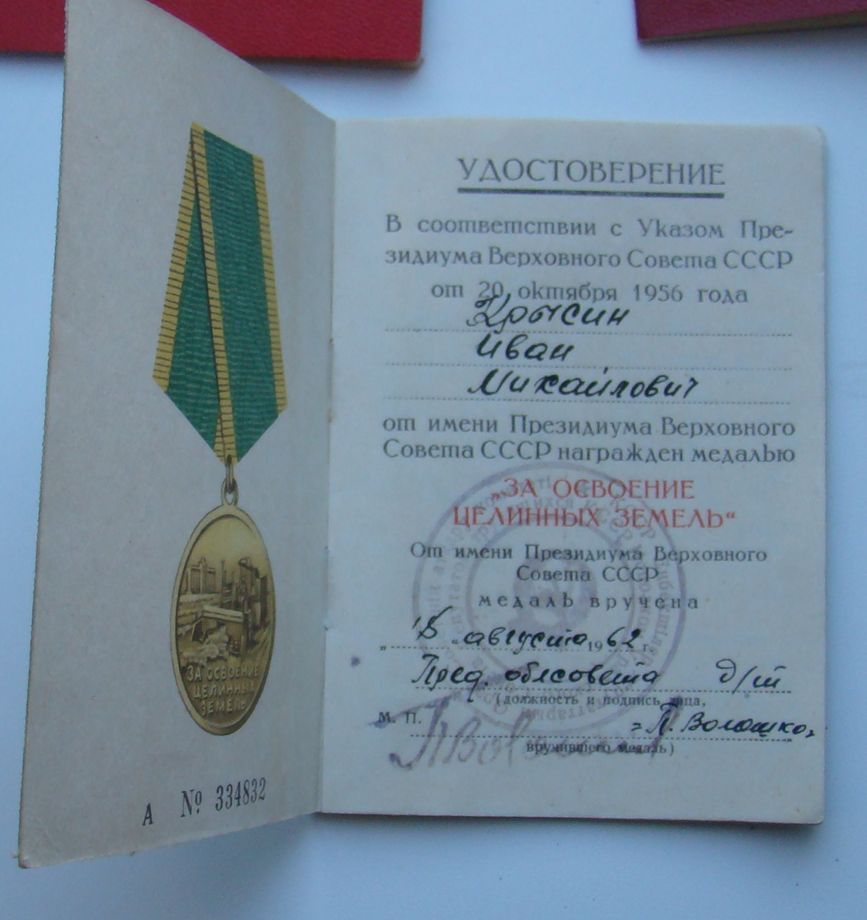 ЗА ОСВОЕНИЕ
ЦЕЛИННЫХ
ЗЕМЕЛЬ
А № 334832
УДОСТОВЕРЕНИЕ
В соответствии с Указом Пре-
зидиума Верховного Совета СССР
от 20 октября 1956 года
Крысин
Иван
Михайлович
от имени Президиума Верховного
Совета СССР награжден медалью
„ЗА ОСВОЕНИЕ
ЦЕЛИННЫХ ЗЕМЕЛЬ“
От имени Президиума Верховного
Совета СССР
медаль вручена
августа 1962 г.
Пред. облсовета д/т
(должность и подпись лица,
М. П. П. Волошко
вручившего медаль)